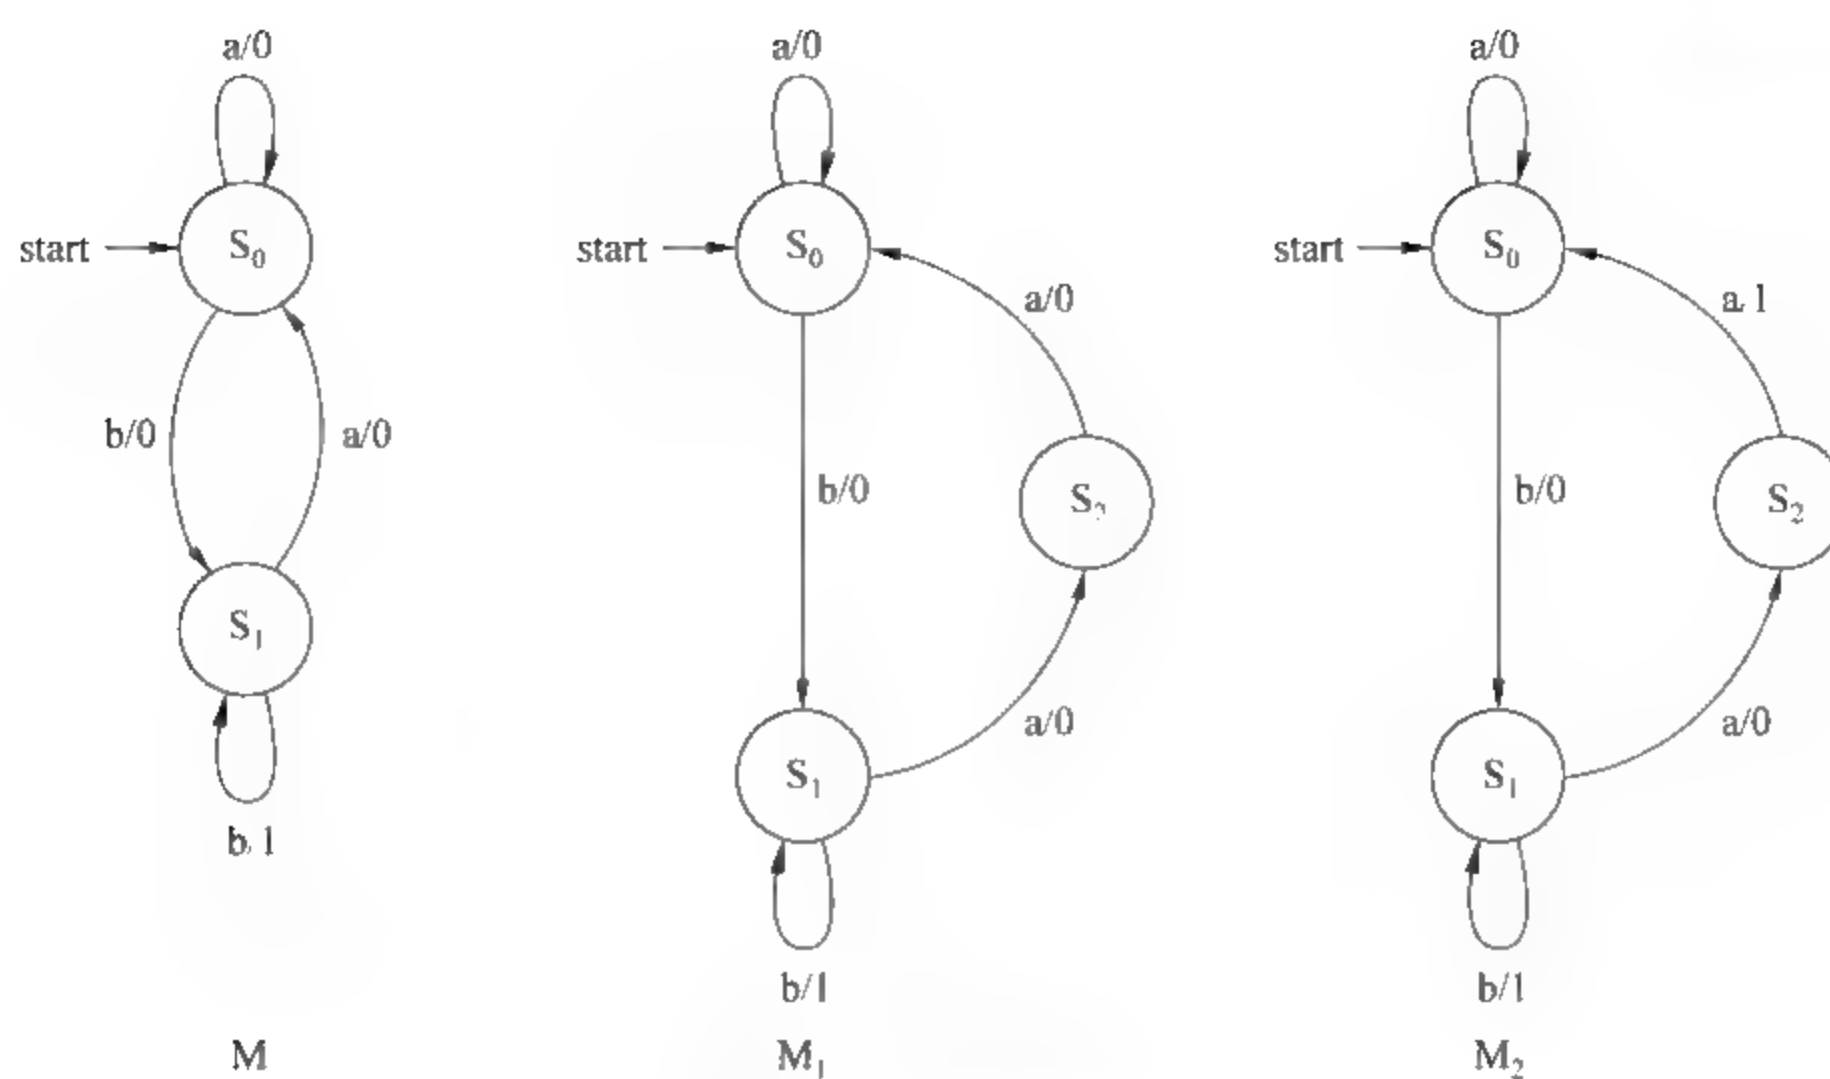 a/0
a/0
a/0
start
S₀
start
S₀
start
S₀
a/0
a 1
b/0
a/0
b/0
S₂
b/0
S₂
S₁
a/0
a/0
S₁
S₁
b 1
b/1
b/1
M
M₁
M₂